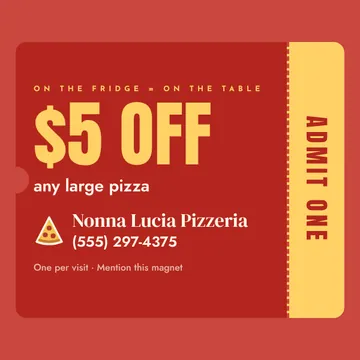 ON THE FRIDGE = ON THE TABLE
$5 OFF
any large pizza
Nonna Lucia Pizzeria
(555) 297-4375
One per visit · Mention this magnet
ADMIT ONE